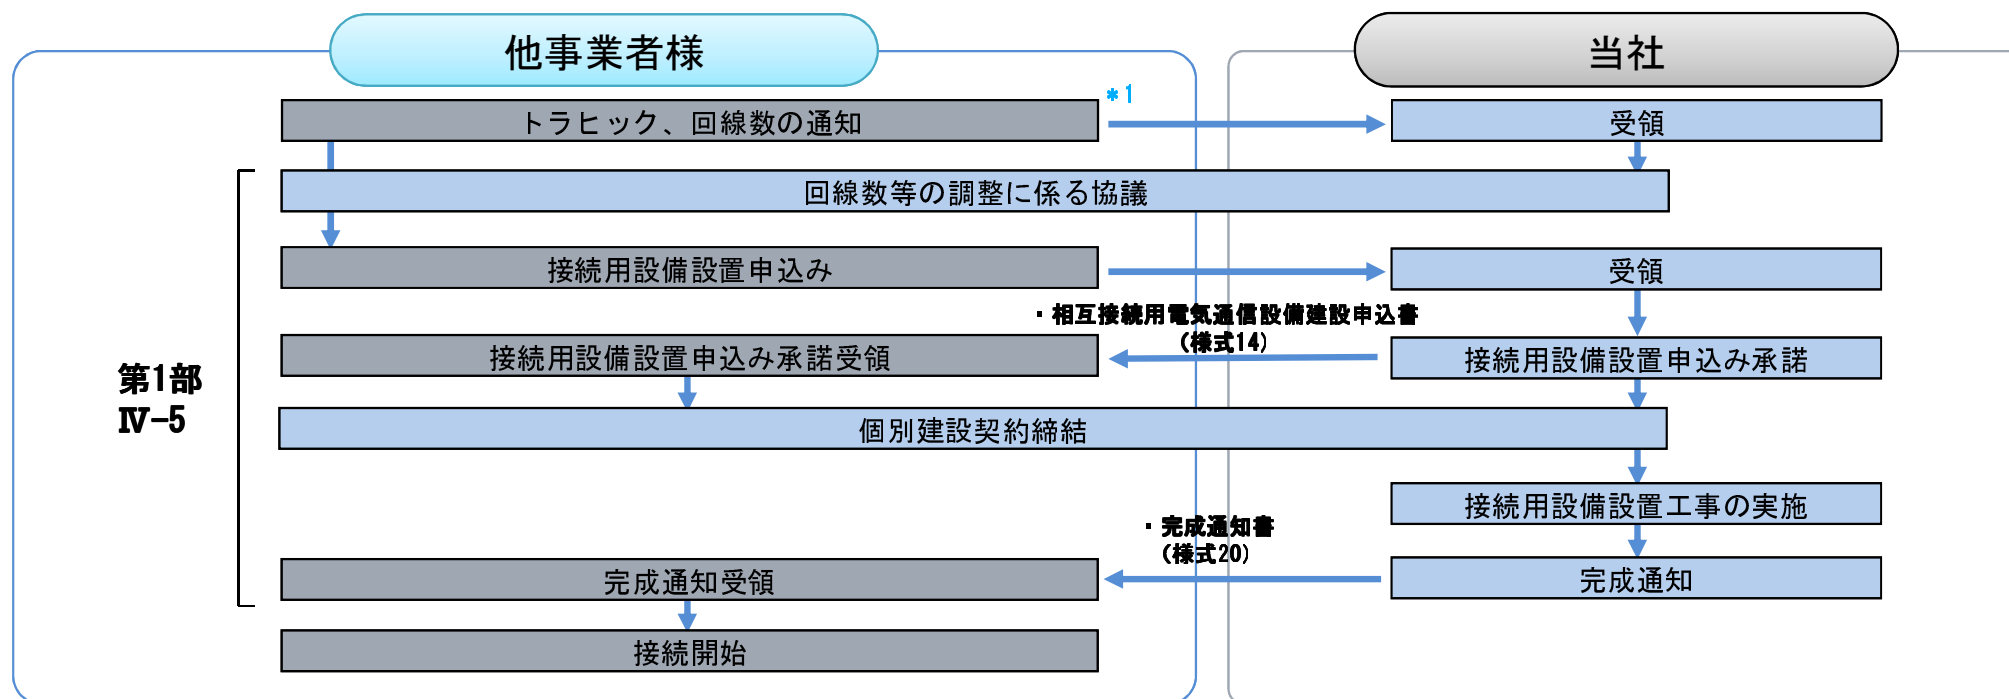 他事業者様
当社
トラヒック、回線数の通知
*1
受領
回線数等の調整に係る協議
接続用設備設置申込み
受領
・相互接続用電気通信設備建設申込書
(様式14)
接続用設備設置申込み承諾受領
接続用設備設置申込み承諾
第1部
Ⅳ-5
個別建設契約締結
接続用設備設置工事の実施
・完成通知書
(様式20)
完成通知受領
完成通知
接続開始